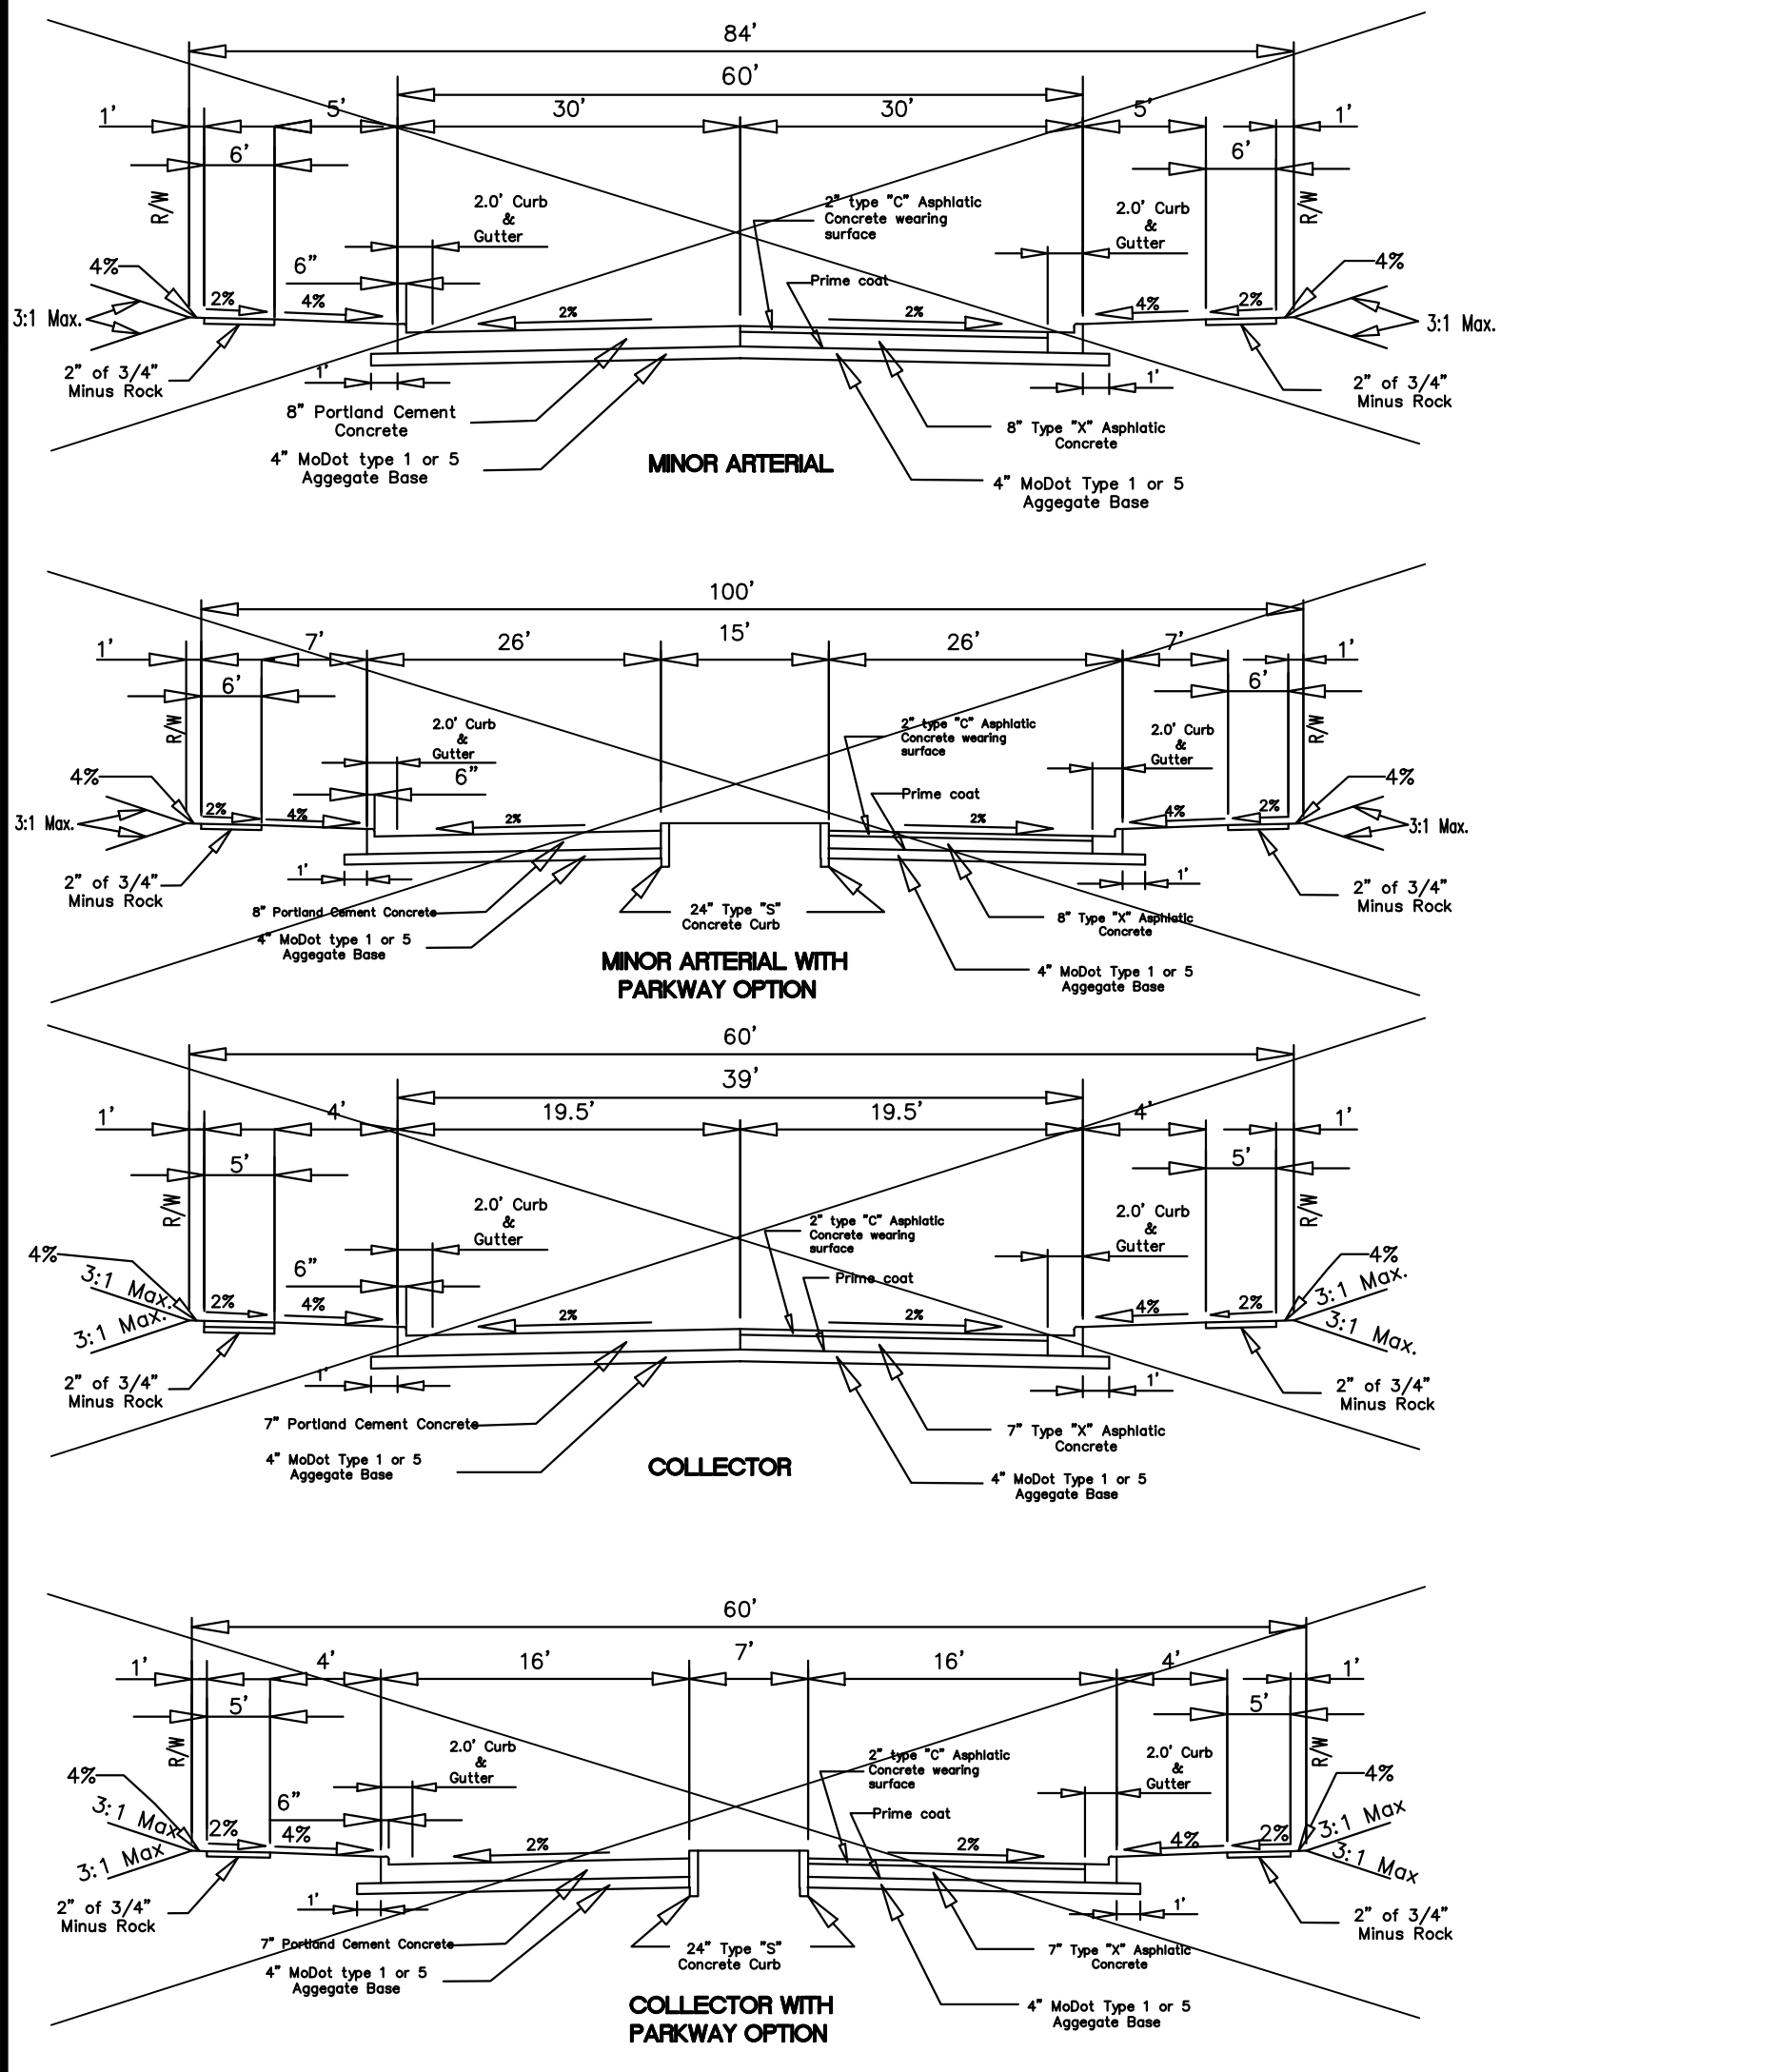 84'
60'
1' 5' 30' 30' 5' 1'
6' 6'
R/W R/W
2.0' Curb
&
Gutter
2" type "C" Asphlatic
Concrete wearing
surface
2.0' Curb
&
Gutter
4% 6" Prime coat 4%
2% 4% 2% 2% 4% 2%
3:1 Max. 3:1 Max.
2" of 3/4"
Minus Rock
1' 1'
2" of 3/4"
Minus Rock
8" Portland Cement
Concrete
8" Type "X" Asphlatic
Concrete
4" MoDot type 1 or 5
Aggegate Base
MINOR ARTERIAL
4" MoDot Type 1 or 5
Aggegate Base
100'
1' 7' 26' 15' 26' 7' 1'
6' 6'
R/W R/W
2.0' Curb
&
Gutter
2" type "C" Asphlatic
Concrete wearing
surface
2.0' Curb
&
Gutter
4% 6" Prime coat 4%
2% 4% 2% 2% 4% 2%
3:1 Max. 3:1 Max.
2" of 3/4"
Minus Rock
1' 1'
2" of 3/4"
Minus Rock
8" Portland Cement Concrete
24" Type "S"
Concrete Curb
8" Type "X" Asphlatic
Concrete
4" MoDot type 1 or 5
Aggegate Base
MINOR ARTERIAL WITH
PARKWAY OPTION
4" MoDot Type 1 or 5
Aggegate Base
60'
39'
1' 4' 19.5' 19.5' 4' 1'
5' 5'
R/W R/W
2.0' Curb
&
Gutter
2" type "C" Asphlatic
Concrete wearing
surface
2.0' Curb
&
Gutter
4% 6" Prime coat 4%
3:1 Max. 3:1 Max.
2% 4% 2% 2% 4% 2%
3:1 Max. 3:1 Max.
2" of 3/4"
Minus Rock
1' 1'
2" of 3/4"
Minus Rock
7" Portland Cement Concrete
7" Type "X" Asphlatic
Concrete
4" MoDot Type 1 or 5
Aggegate Base
COLLECTOR
4" MoDot Type 1 or 5
Aggegate Base
60'
1' 4' 16' 7' 16' 4' 1'
5' 5'
R/W R/W
2.0' Curb
&
Gutter
2" type "C" Asphlatic
Concrete wearing
surface
2.0' Curb
&
Gutter
4% 6" Prime coat 4%
3:1 Max 3:1 Max
2% 4% 2% 2% 4% 2%
3:1 Max 3:1 Max
2" of 3/4"
Minus Rock
1' 1'
2" of 3/4"
Minus Rock
7" Portland Cement Concrete
24" Type "S"
Concrete Curb
7" Type "X" Asphlatic
Concrete
4" MoDot type 1 or 5
Aggegate Base
COLLECTOR WITH
PARKWAY OPTION
4" MoDot Type 1 or 5
Aggegate Base